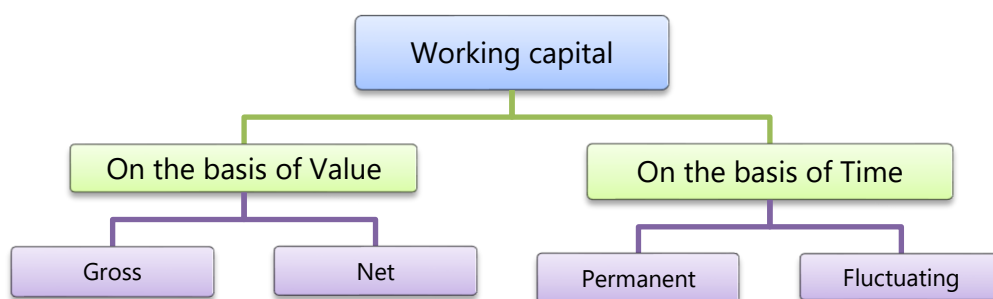 Working capital
On the basis of Value
On the basis of Time
Gross
Net
Permanent
Fluctuating